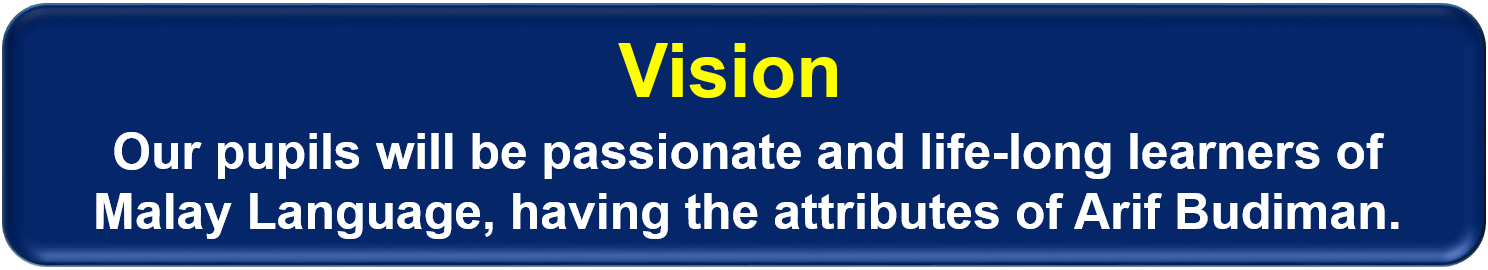 Vision
Our pupils will be passionate and life-long learners of
Malay Language, having the attributes of Arif Budiman.